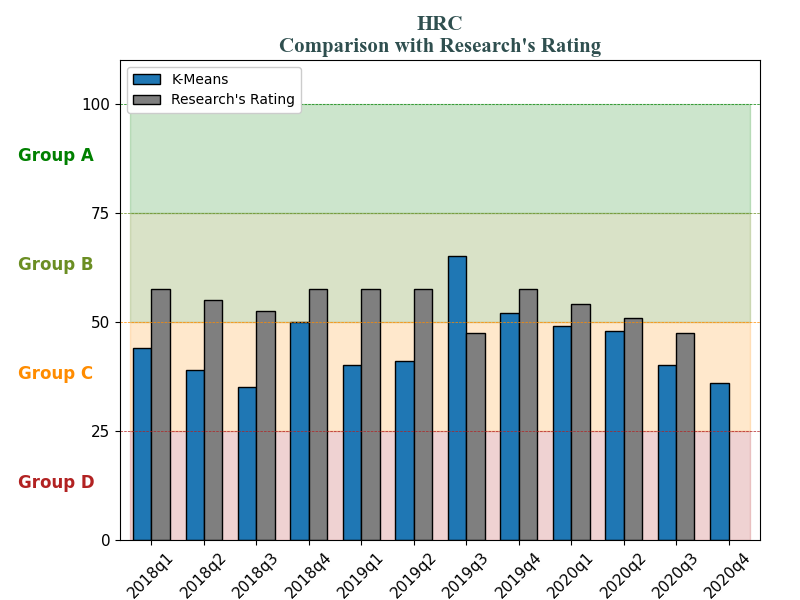 HRC
Comparison with Research's Rating
K-Means
Research's Rating
100
Group A
75
Group B
50
Group C
25
Group D
0
2018q1
2018q2
2018q3
2018q4
2019q1
2019q2
2019q3
2019q4
2020q1
2020q2
2020q3
2020q4